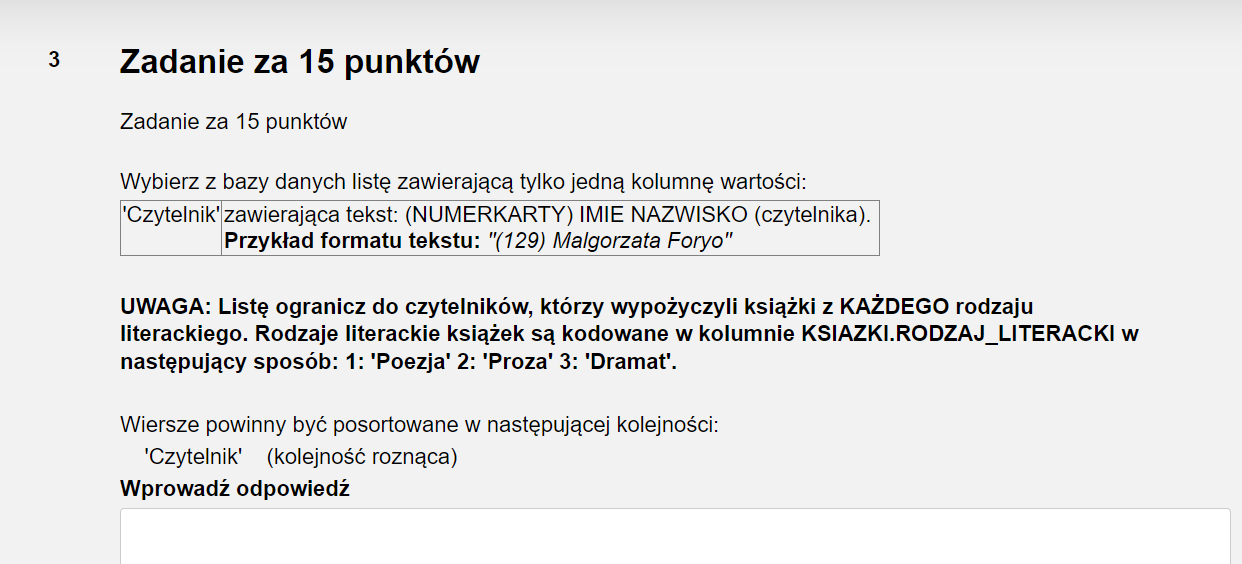 3
Zadanie za 15 punktów
Zadanie za 15 punktów
Wybierz z bazy danych listę zawierającą tylko jedną kolumnę wartości:
'Czytelnik' zawierająca tekst: (NUMERKARTY) IMIE NAZWISKO (czytelnika).
Przykład formatu tekstu: "(129) Malgorzata Foryo"
UWAGA: Listę ogranicz do czytelników, którzy wypożyczyli książki z KAŻDEGO rodzaju
literackiego. Rodzaje literackie książek są kodowane w kolumnie KSIAZKI.RODZAJ_LITERACKI w
następujący sposób: 1: 'Poezja' 2: 'Proza' 3: 'Dramat'.
Wiersze powinny być posortowane w następującej kolejności:
'Czytelnik' (kolejność roznąca)
Wprowadź odpowiedź